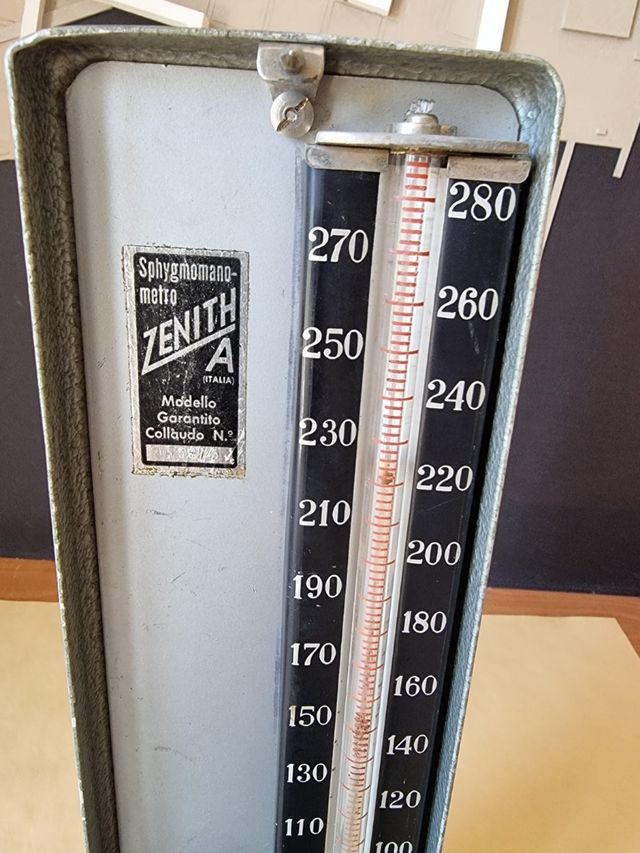 Sphygmomano-
metro
ZENITH
A
(ITALIA)
Modello
Garantito
Collaudo N.º
280
270
260
250
240
230
220
210
200
190
180
170
160
150
140
130
120
110
100